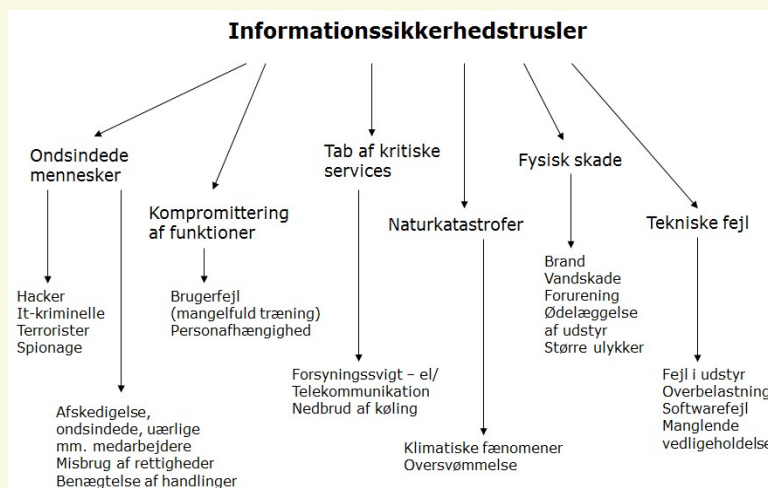 Informationssikkerhedstrusler
Ondsindede
mennesker
Hacker
It-kriminelle
Terrorister
Spionage
Afskedigelse,
ondsindede, uærlige
mm. medarbejdere
Misbrug af rettigheder
Benægtelse af handlinger
Kompromittering
af funktioner
Brugerfejl
(mangelfuld træning)
Personafhængighed
Tab af kritiske
services
Forsyningssvigt – el/
Telekommunikation
Nedbrud af køling
Naturkatastrofer
Klimatiske fænomener
Oversvømmelse
Fysisk skade
Brand
Vandskade
Forurening
Ødelæggelse
af udstyr
Større ulykker
Tekniske fejl
Fejl i udstyr
Overbelastning
Softwarefejl
Manglende
vedligeholdelse